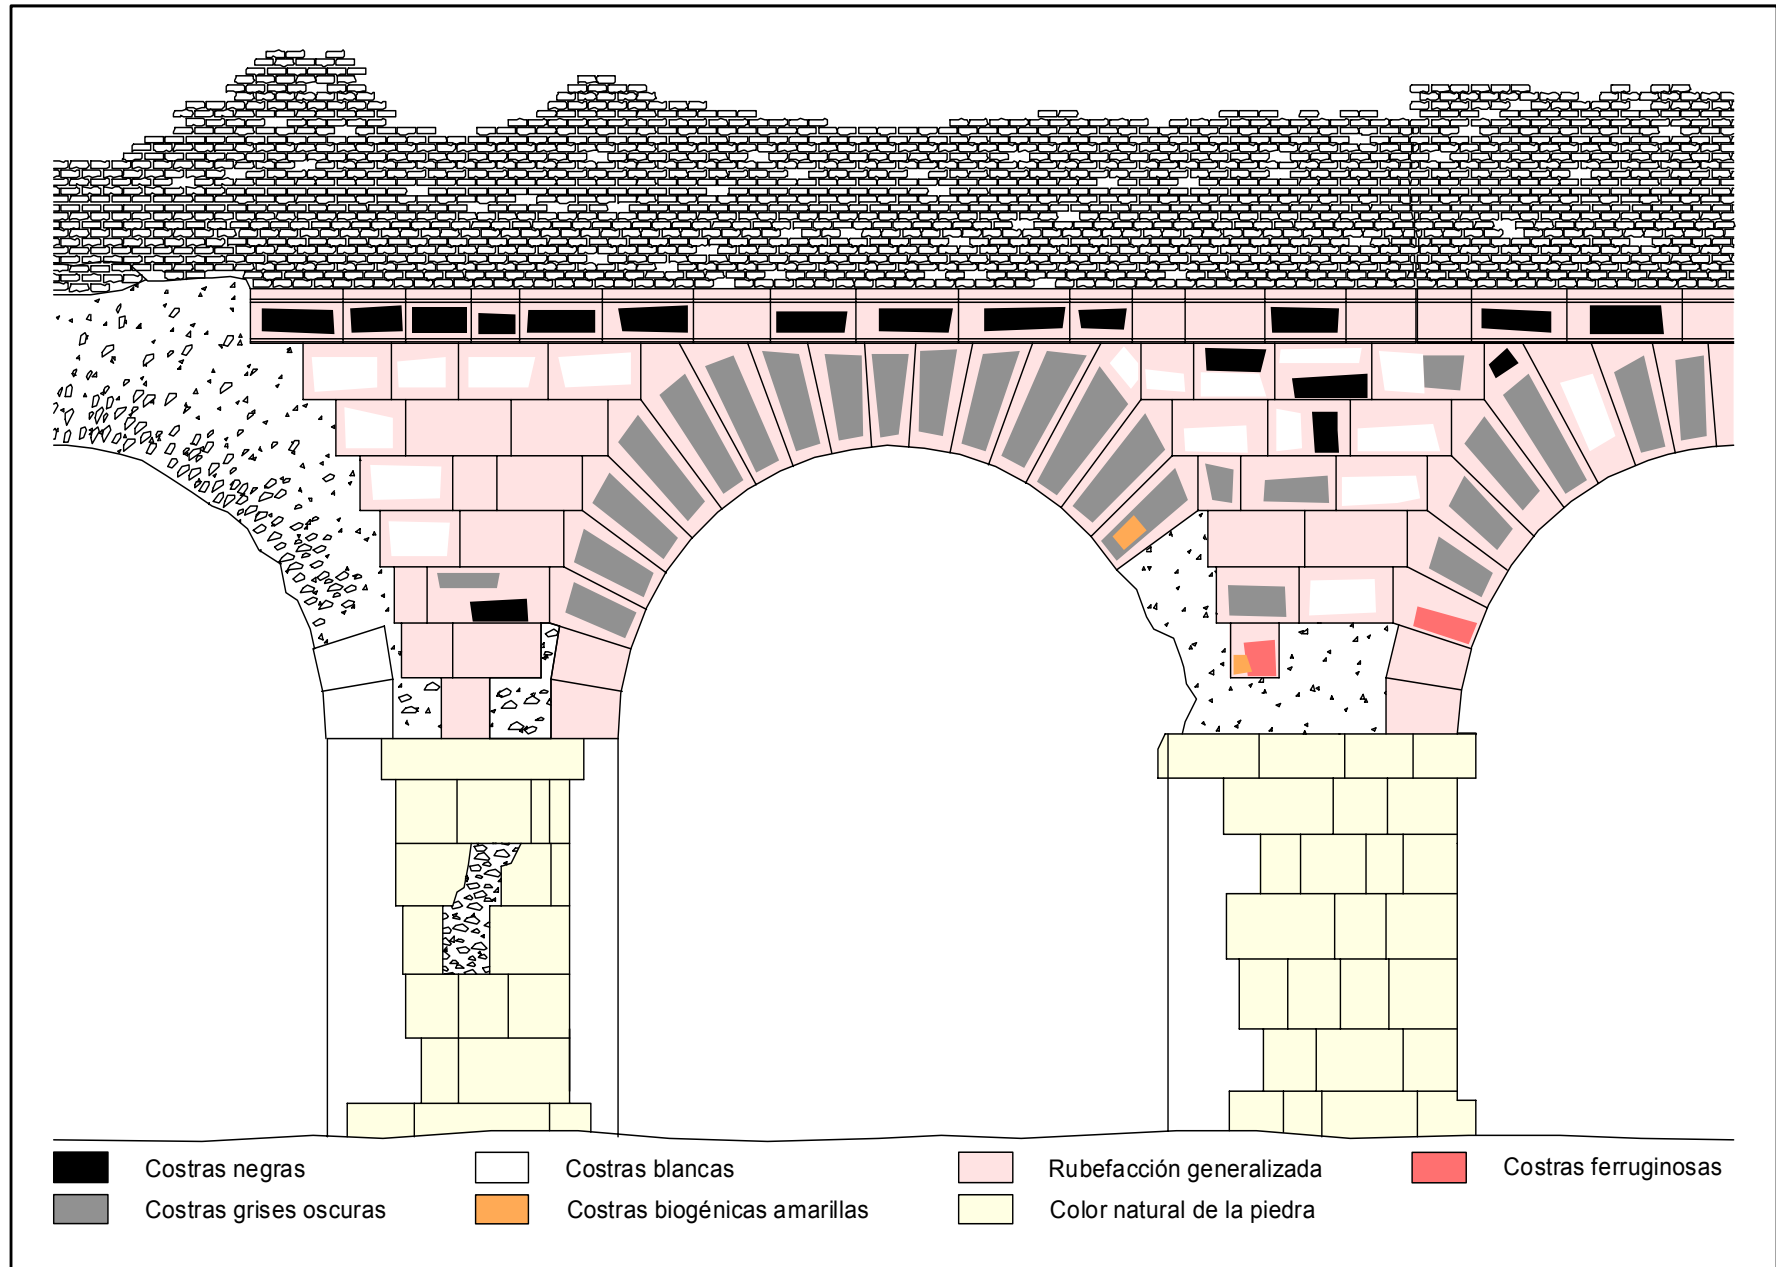 Costras negras
Costras blancas
Rubefacción generalizada
Costras ferruginosas
Costras grises oscuras
Costras biogénicas amarillas
Color natural de la piedra